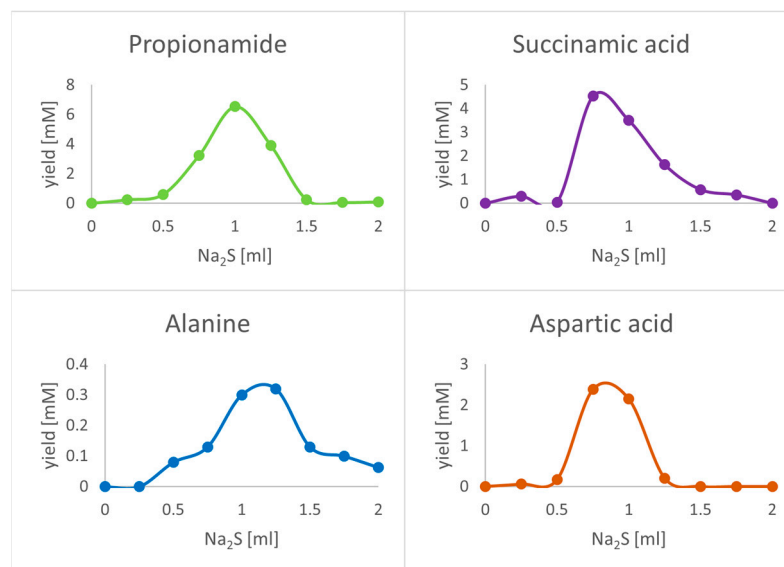 Propionamide
yield [mM]
8
6
4
2
0
0 0.5 1 1.5 2
Na₂S [ml]
Succinamic acid
yield [mM]
5
4
3
2
1
0
0 0.5 1 1.5 2
Na₂S [ml]
Alanine
yield [mM]
0.4
0.3
0.2
0.1
0
0 0.5 1 1.5 2
Na₂S [ml]
Aspartic acid
yield [mM]
3
2
1
0
0 0.5 1 1.5 2
Na₂S [ml]